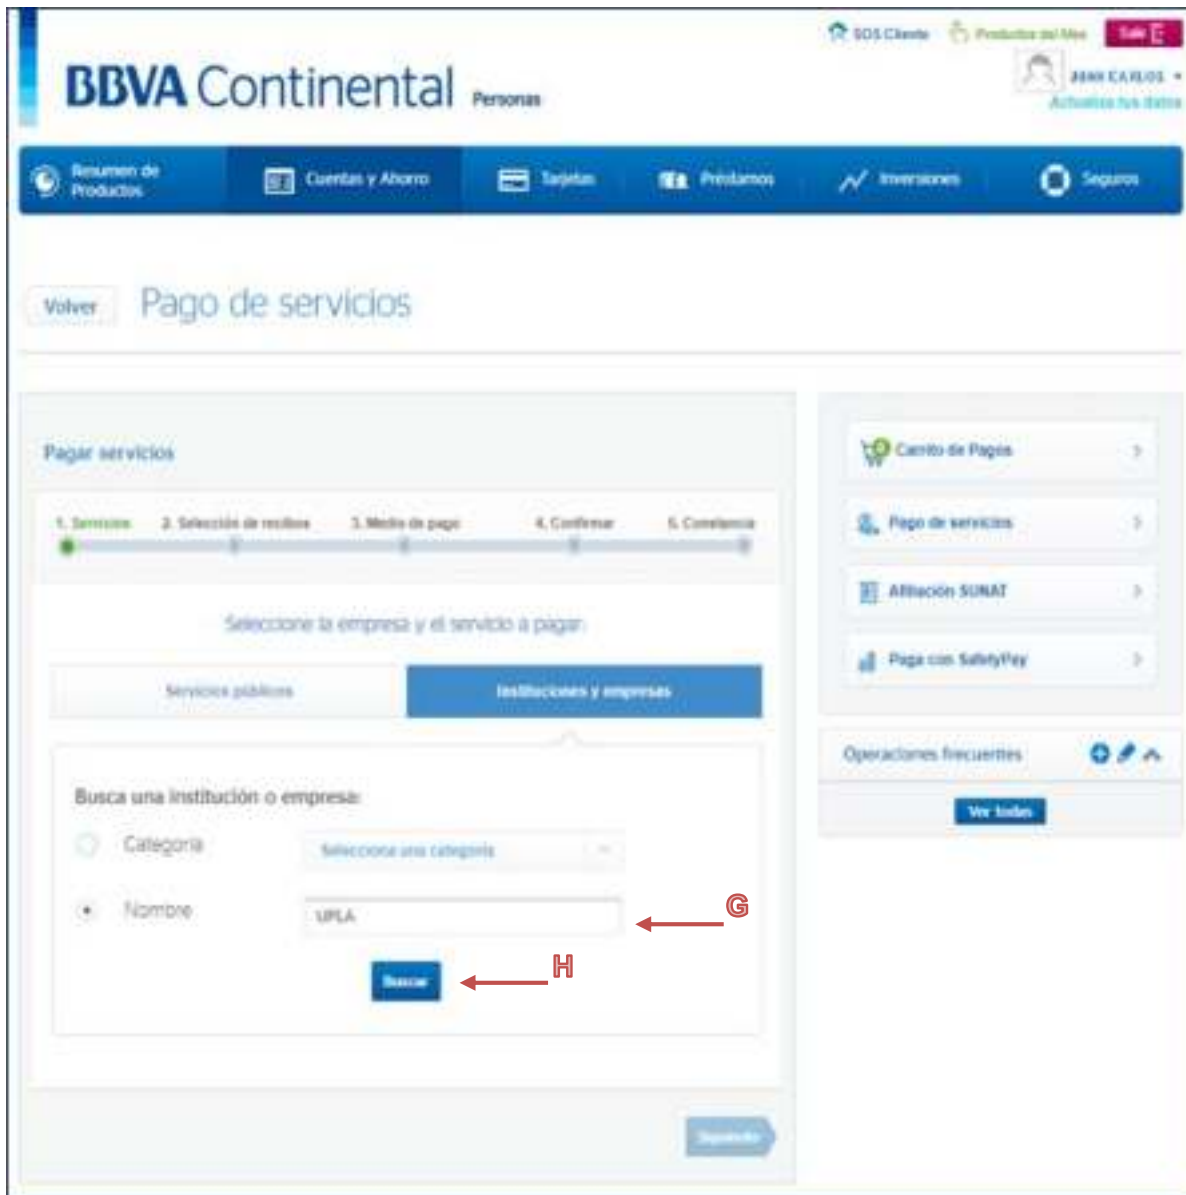 SOS Cliente Productos del Mes Salir
BBVA Continental Personas
JUAN CARLOS
Actualiza tus datos
Resumen de
Productos
Cuentas y Ahorro
Tarjetas
Préstamos
Inversiones
Seguros
Volver
Pago de servicios
Pagar servicios
1. Servicios 2. Selección de recibos 3. Medio de pago 4. Confirmar 5. Constancia
Seleccione la empresa y el servicio a pagar:
Servicios públicos Instituciones y empresas
Busca una institución o empresa:
Categoría Selecciona una categoría
Nombre UPLA
G
Buscar
H
Siguiente
Carrito de Pagos
Pago de servicios
Afiliación SUNAT
Paga con SafetyPay
Operaciones frecuentes
Ver todas